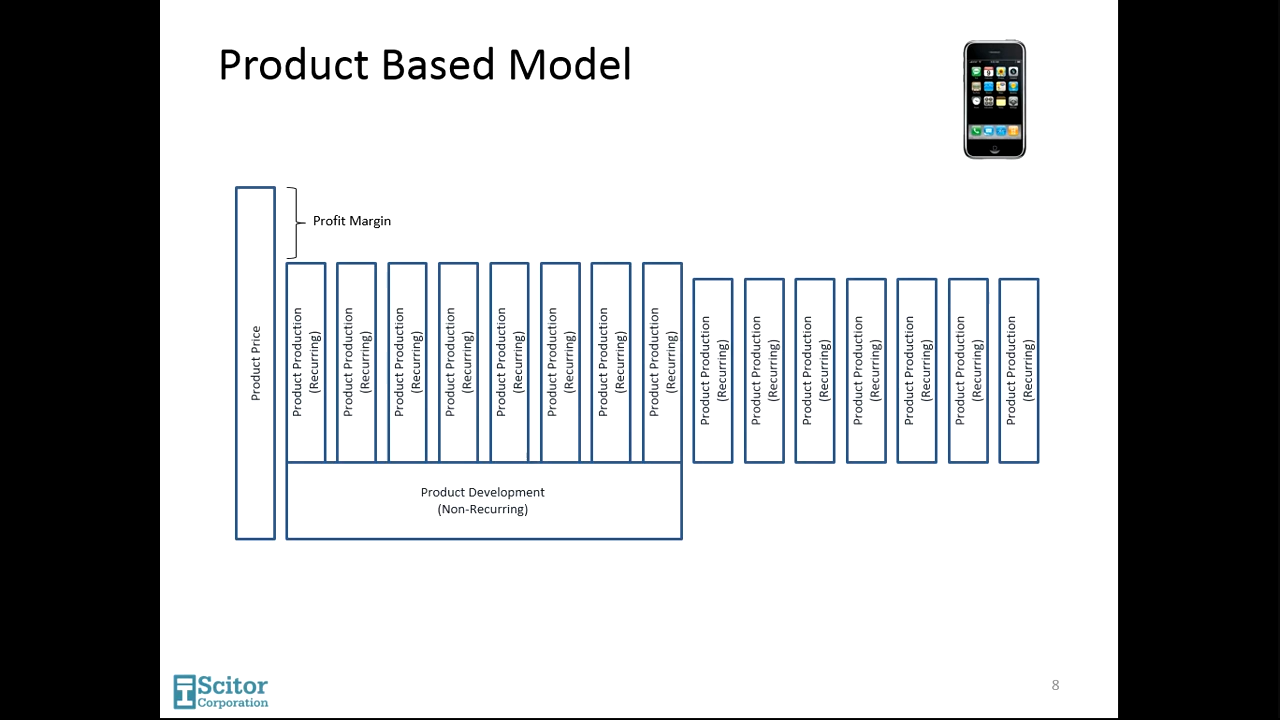 Product Based Model
Profit Margin
Product Price
Product Production
(Recurring)
Product Production
(Recurring)
Product Production
(Recurring)
Product Production
(Recurring)
Product Production
(Recurring)
Product Production
(Recurring)
Product Production
(Recurring)
Product Production
(Recurring)
Product Production
(Recurring)
Product Production
(Recurring)
Product Production
(Recurring)
Product Production
(Recurring)
Product Production
(Recurring)
Product Production
(Recurring)
Product Production
(Recurring)
Product Development
(Non-Recurring)
Scitor
Corporation
8